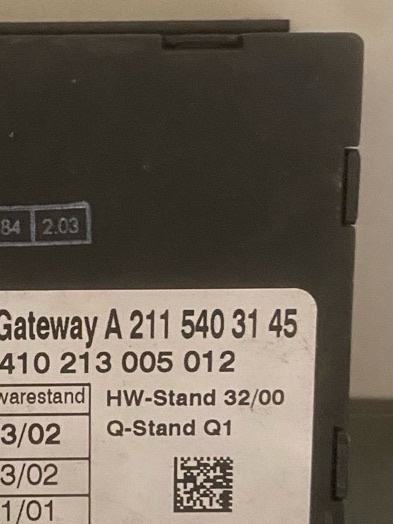 84 2.03
Gateway A 211 540 31 45
410 213 005 012
warestand
HW-Stand 32/00
3/02
Q-Stand Q1
3/02
1/01